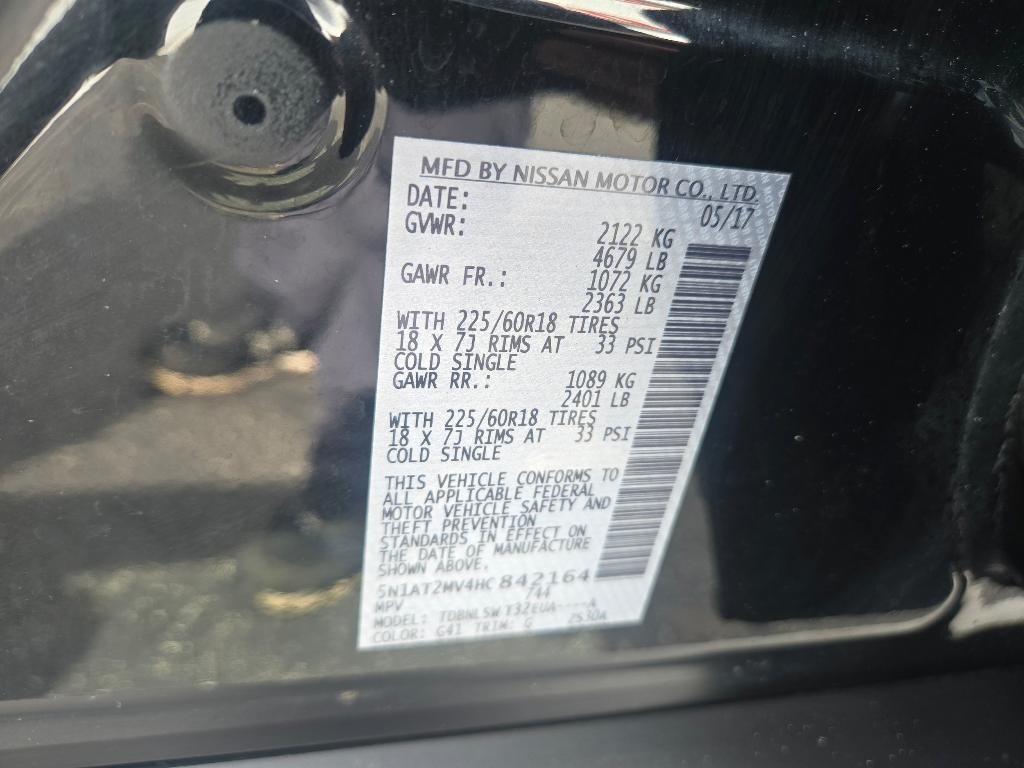 MFD BY NISSAN MOTOR CO., LTD.
DATE: 05/17
GVWR: 2122 KG
4679 LB
GAWR FR.: 1072 KG
2363 LB
WITH 225/60R18 TIRES
18 X 7J RIMS AT 33 PSI
COLD SINGLE
GAWR RR.: 1089 KG
2401 LB
WITH 225/60R18 TIRES
18 X 7J RIMS AT 33 PSI
COLD SINGLE
THIS VEHICLE CONFORMS TO
ALL APPLICABLE FEDERAL
MOTOR VEHICLE SAFETY AND
THEFT PREVENTION
STANDARDS IN EFFECT ON
THE DATE OF MANUFACTURE
SHOWN ABOVE.
5N1AT2MV4HC842164
MPV 744
MODEL: TDBNLSW T32EUA----A
COLOR: G41 TRIM: G 2530A